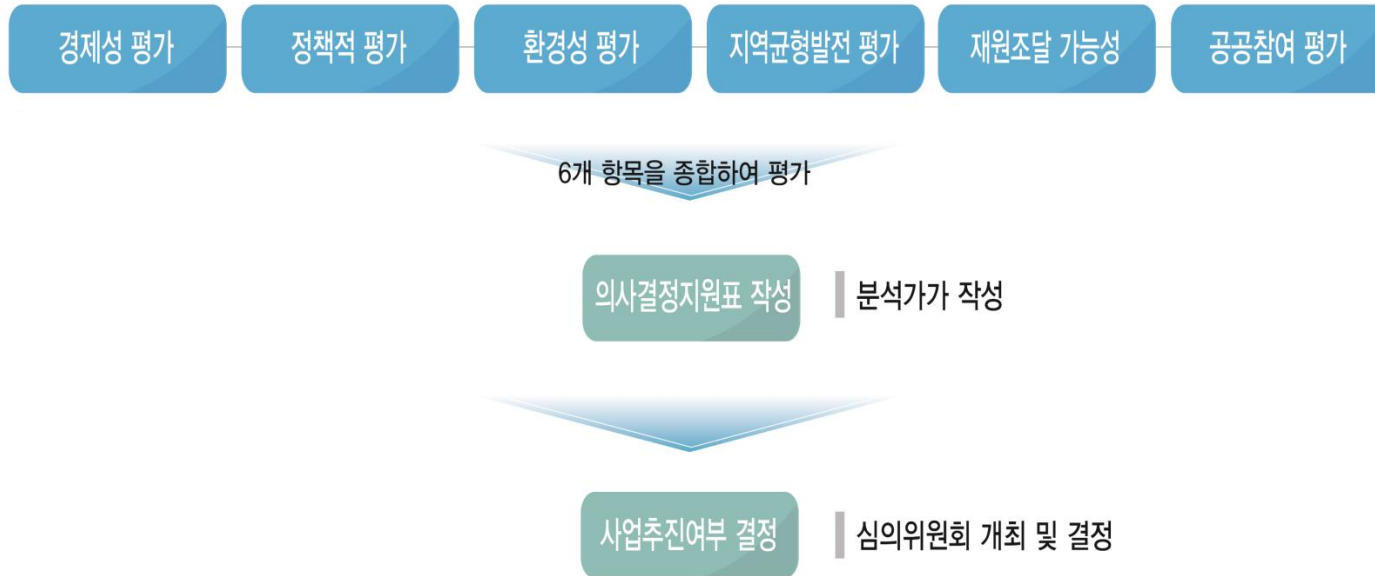 경제성 평가
정책적 평가
환경성 평가
지역균형발전 평가
재원조달 가능성
공공참여 평가
6개 항목을 종합하여 평가
의사결정지원표 작성
분석가가 작성
사업추진여부 결정
심의위원회 개최 및 결정